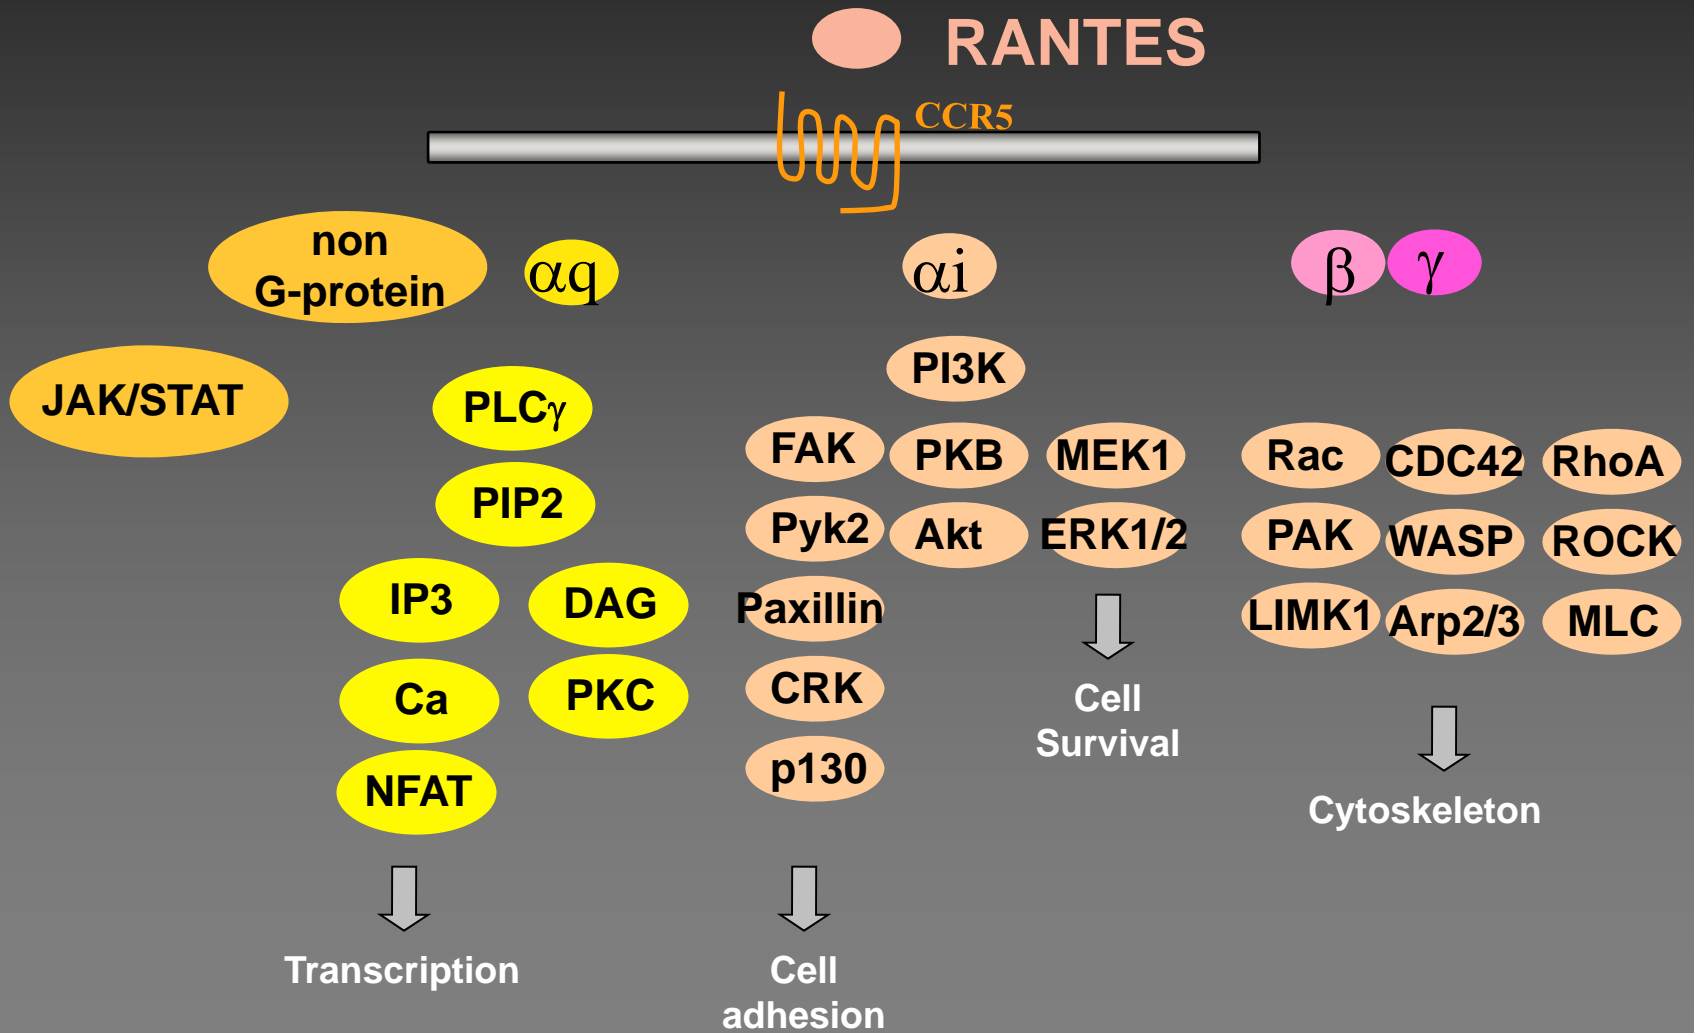 RANTES
CCR5
non
G-protein
αq
αi
β
γ
JAK/STAT
PLCγ
PIP2
IP3
DAG
Ca
PKC
NFAT
Transcription
PI3K
FAK
PKB
MEK1
Pyk2
Akt
ERK1/2
Paxillin
CRK
p130
Cell
adhesion
Cell
Survival
Rac
CDC42
RhoA
PAK
WASP
ROCK
LIMK1
Arp2/3
MLC
Cytoskeleton